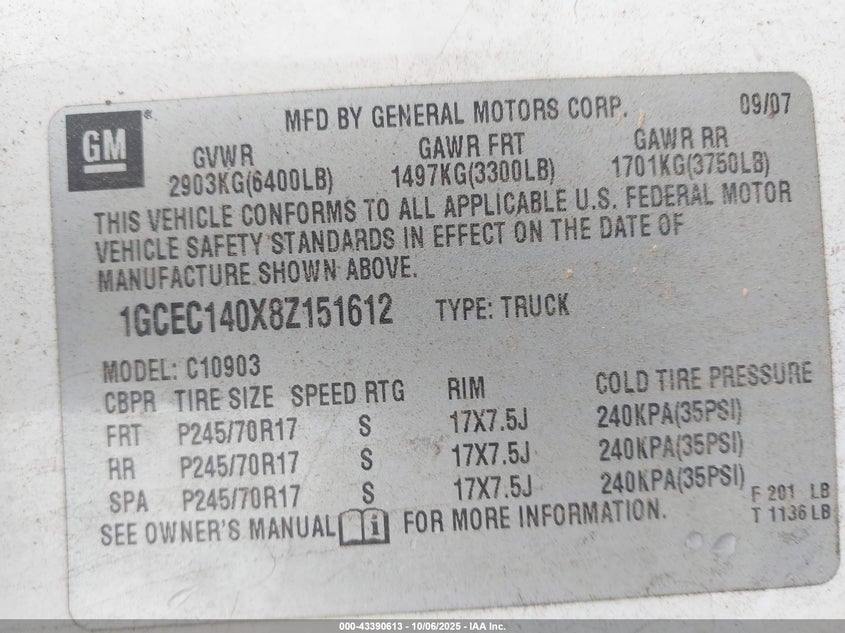 GM
®
MFD BY GENERAL MOTORS CORP. 09/07
GVWR GAWR FRT GAWR RR
2903KG(6400LB) 1497KG(3300LB) 1701KG(3750LB)
THIS VEHICLE CONFORMS TO ALL APPLICABLE U.S. FEDERAL MOTOR
VEHICLE SAFETY STANDARDS IN EFFECT ON THE DATE OF
MANUFACTURE SHOWN ABOVE.
1GCEC140X8Z151612 TYPE: TRUCK
MODEL: C10903
CBPR TIRE SIZE SPEED RTG RIM COLD TIRE PRESSURE
FRT P245/70R17 S 17X7.5J 240KPA(35PSI)
RR P245/70R17 S 17X7.5J 240KPA(35PSI)
SPA P245/70R17 S 17X7.5J 240KPA(35PSI)
F 201 LB
SEE OWNER'S MANUAL i FOR MORE INFORMATION.
T 1136 LB
000-43390613 - 10/06/2025 - IAA Inc.